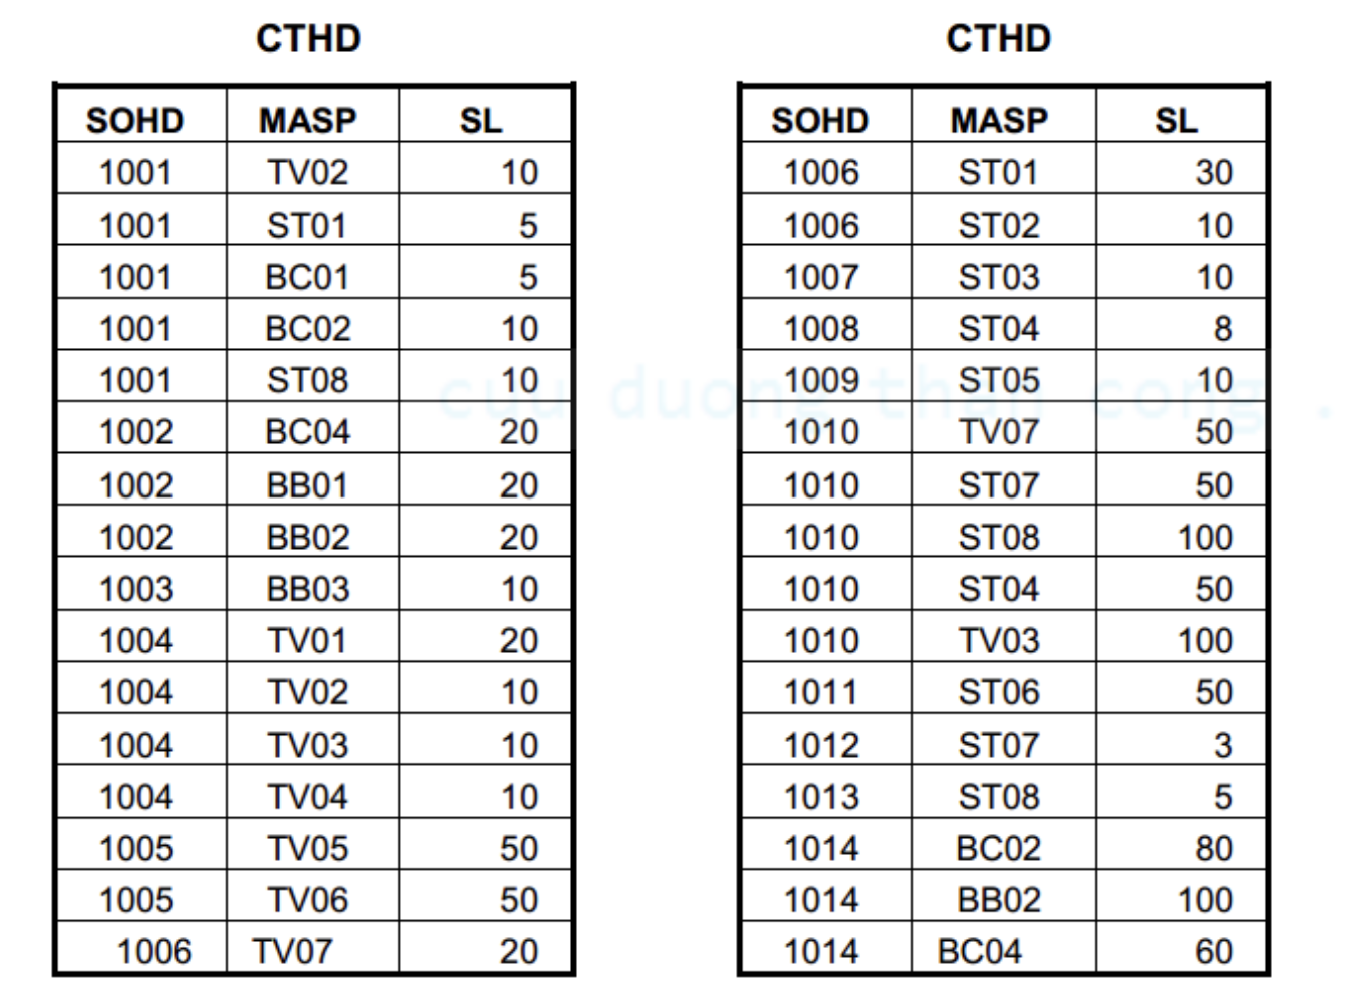 CTHD
SOHD MASP SL
1001 TV02 10
1001 ST01 5
1001 BC01 5
1001 BC02 10
1001 ST08 10
1002 BC04 20
1002 BB01 20
1002 BB02 20
1003 BB03 10
1004 TV01 20
1004 TV02 10
1004 TV03 10
1004 TV04 10
1005 TV05 50
1005 TV06 50
1006 TV07 20
CTHD
SOHD MASP SL
1006 ST01 30
1006 ST02 10
1007 ST03 10
1008 ST04 8
1009 ST05 10
1010 TV07 50
1010 ST07 50
1010 ST08 100
1010 ST04 50
1010 TV03 100
1011 ST06 50
1012 ST07 3
1013 ST08 5
1014 BC02 80
1014 BB02 100
1014 BC04 60
cuu duong than cong .